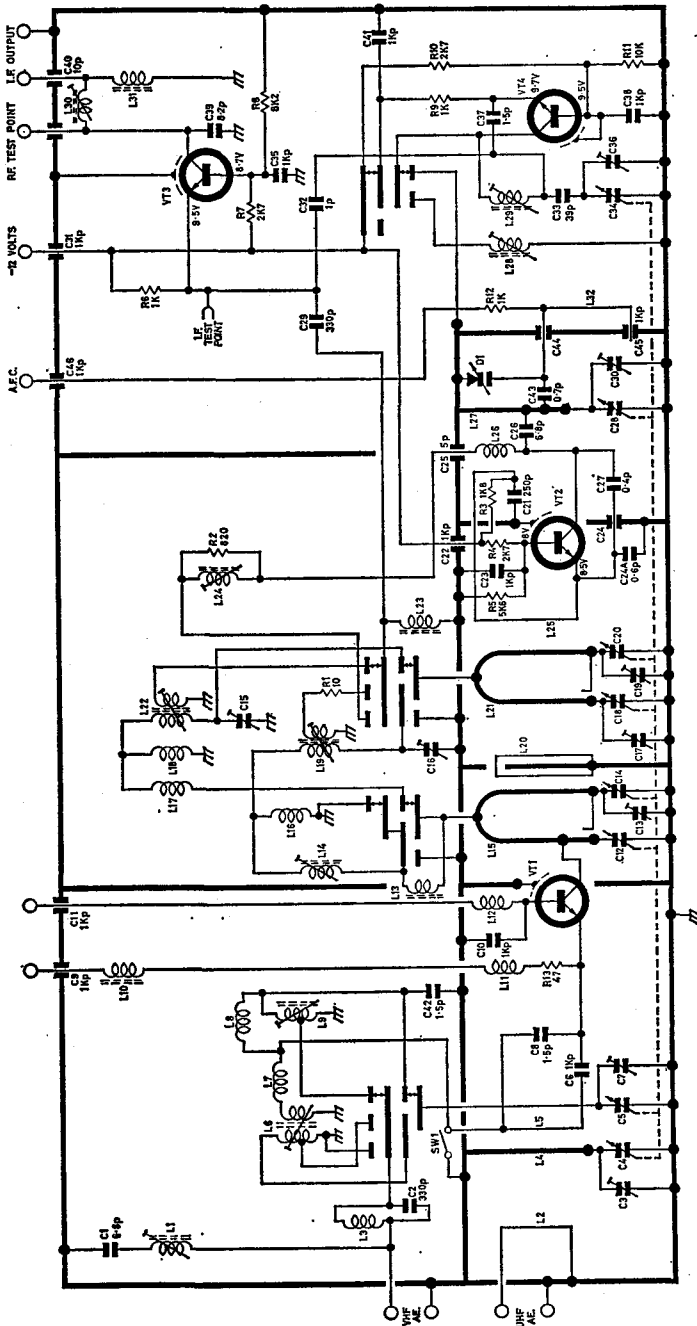 VHF AE.
UHF AE.
C1
6·8p
L1
L3
C2
330p
L2
C3
C4
L4
SW1
L5
C5
C7
L6
L7
L8
L9
C42
1·5p
C8
1·5p
C6 1Kp
C9
1Kp
L10
L11
R13
47
C11
1Kp
L12
C10
1Kp
VT1
L13
L14
L16
L15
C12
C13
C14
L20
L17
L18
L22
C15
L19
R1
10
C16
L21
C17
C18
C19
C20
L24
R2
820
L23
L25
R5
5K6
C23
1Kp
R4
2K7
C22 1Kp
R3 1K8
C21 250p
8V
8·5V
VT2
C24
C24A
0·6p
C27
0·4p
C25 5p
L26
C26
6·8p
L27
D1
C43
0·7p
C28
C30
C44
C45
1Kp
L32
R12
1K
A.F.C.
C46
1Kp
-12 VOLTS
C31
1Kp
R6
1K
I.F.
TEST
POINT
C29
330p
C32
1p
R7
2K7
VT3
9·5V
8·7V
C35
1Kp
R8
8K2
C39
8·2p
R.F. TEST POINT
L30
L31
I.F. OUTPUT
C40
10p
C41
1Kp
L28
L29
C33
39p
C34
C36
C37
1·5p
R9
1K
R10
2K7
VT4
9·7V
9·5V
C38
1Kp
R11
10K